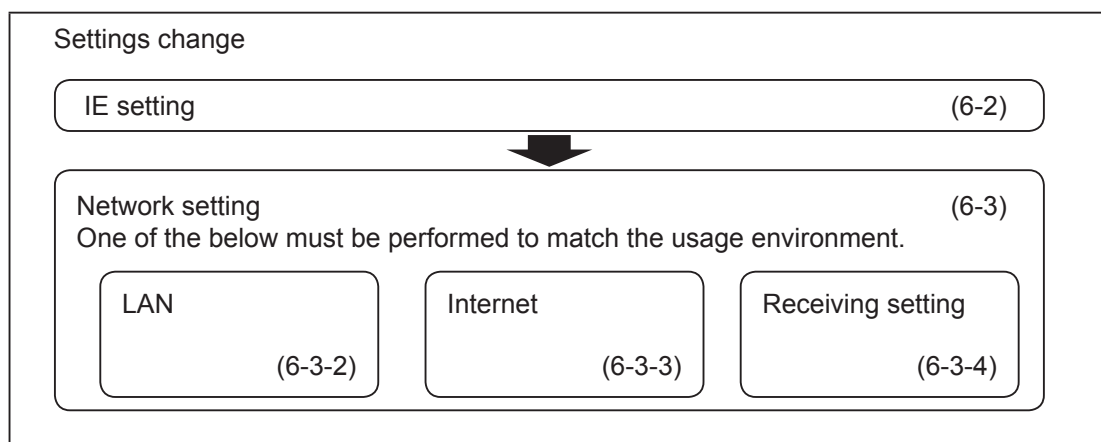 Settings change
IE setting (6-2)
Network setting (6-3)
One of the below must be performed to match the usage environment.
LAN
(6-3-2)
Internet
(6-3-3)
Receiving setting
(6-3-4)